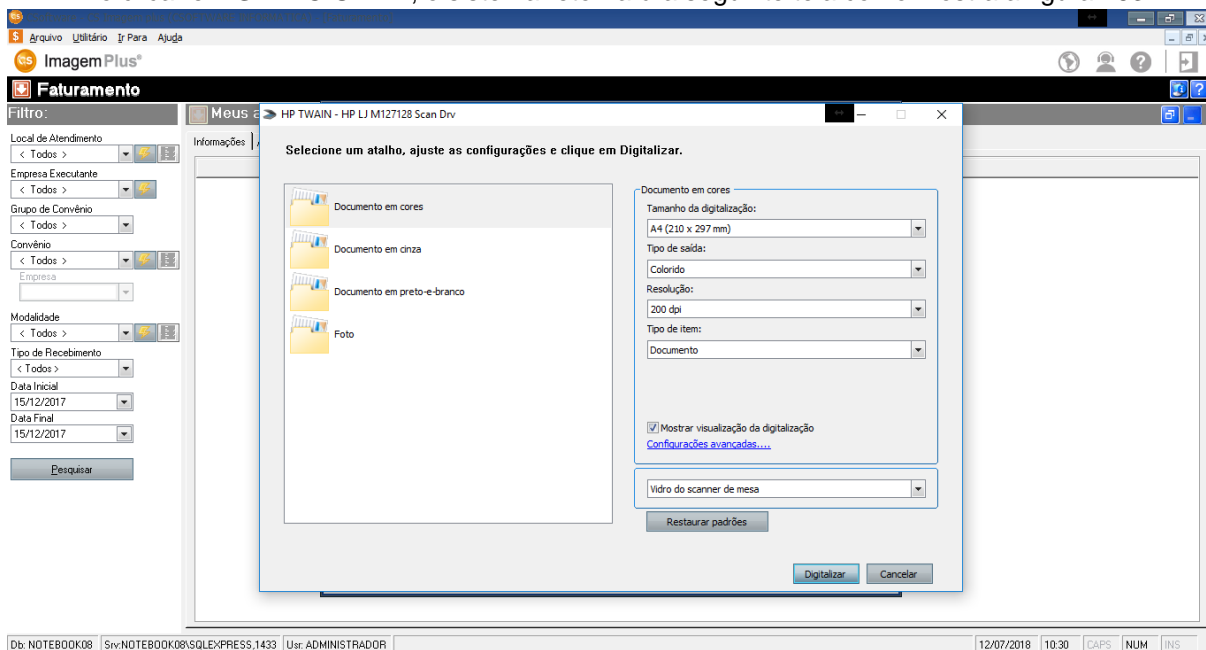 Arquivo Utilitário Ir Para Ajuda
ImagemPlus®
Faturamento
Filtro:
Meus a
HP TWAIN - HP LJ M127128 Scan Drv
Local de Atendimento
< Todos >
Informações
Selecione um atalho, ajuste as configurações e clique em Digitalizar.
Empresa Executante
< Todos >
Grupo de Convênio
< Todos >
Convênio
< Todos >
Empresa
Modalidade
< Todos >
Tipo de Recebimento
< Todos >
Data Inicial
15/12/2017
Data Final
15/12/2017
Pesquisar
Documento em cores
Documento em cinza
Documento em preto-e-branco
Foto
Documento em cores
Tamanho da digitalização:
A4 (210 x 297 mm)
Tipo de saída:
Colorido
Resolução:
200 dpi
Tipo de item:
Documento
Mostrar visualização da digitalização
Configurações avançadas....
Vidro do scanner de mesa
Restaurar padrões
Digitalizar Cancelar
Db: NOTEBOOK08 Srv:NOTEBOOK08\SQLEXPRESS,1433 Usr: ADMINISTRADOR 12/07/2018 10:30 CAPS NUM INS